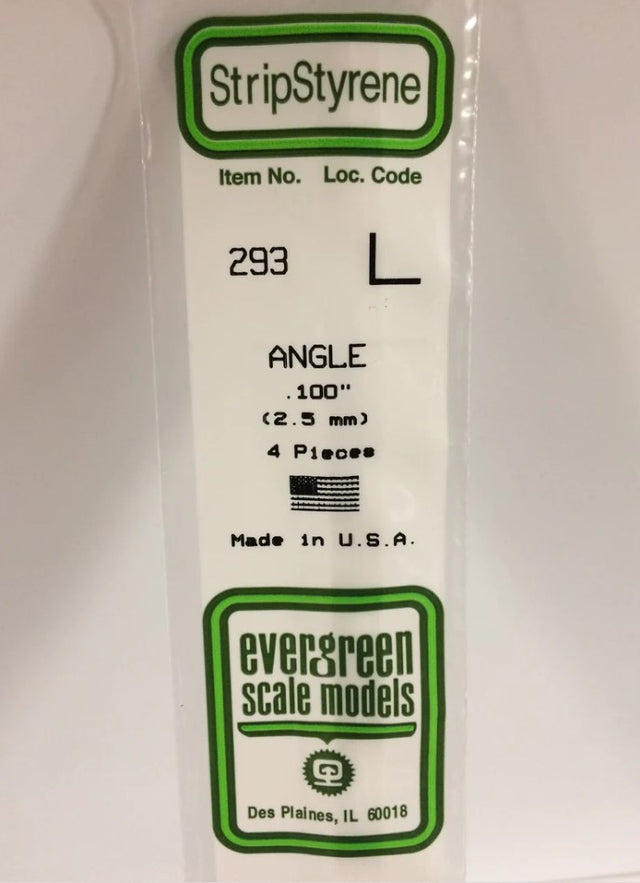 StripStyrene
Item No. Loc. Code
293 L
ANGLE
.100"
(2.5 mm)
4 Pieces
Made in U.S.A.
evergreen
scale models
Des Plaines, IL 60018